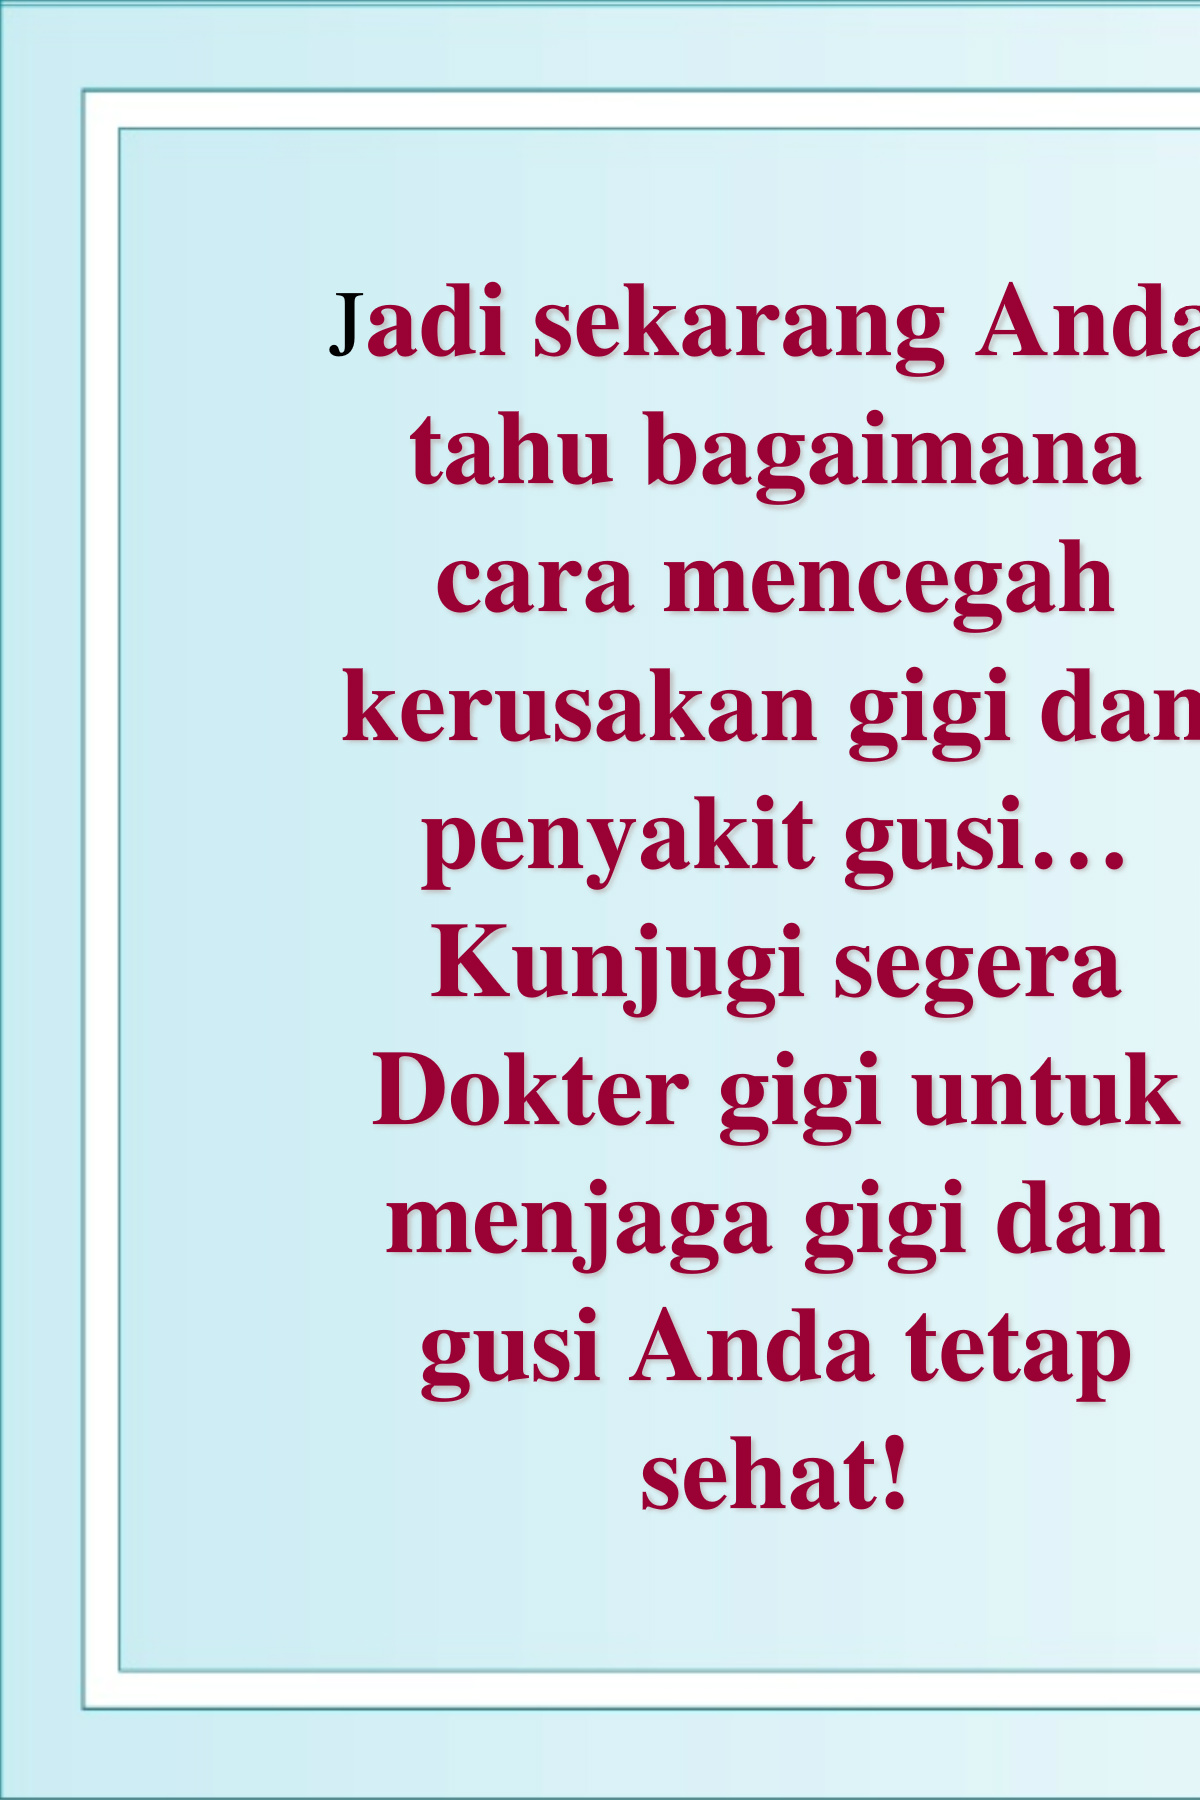 Jadi sekarang Anda
tahu bagaimana
cara mencegah
kerusakan gigi dan
penyakit gusi…
Kunjugi segera
Dokter gigi untuk
menjaga gigi dan
gusi Anda tetap
sehat!